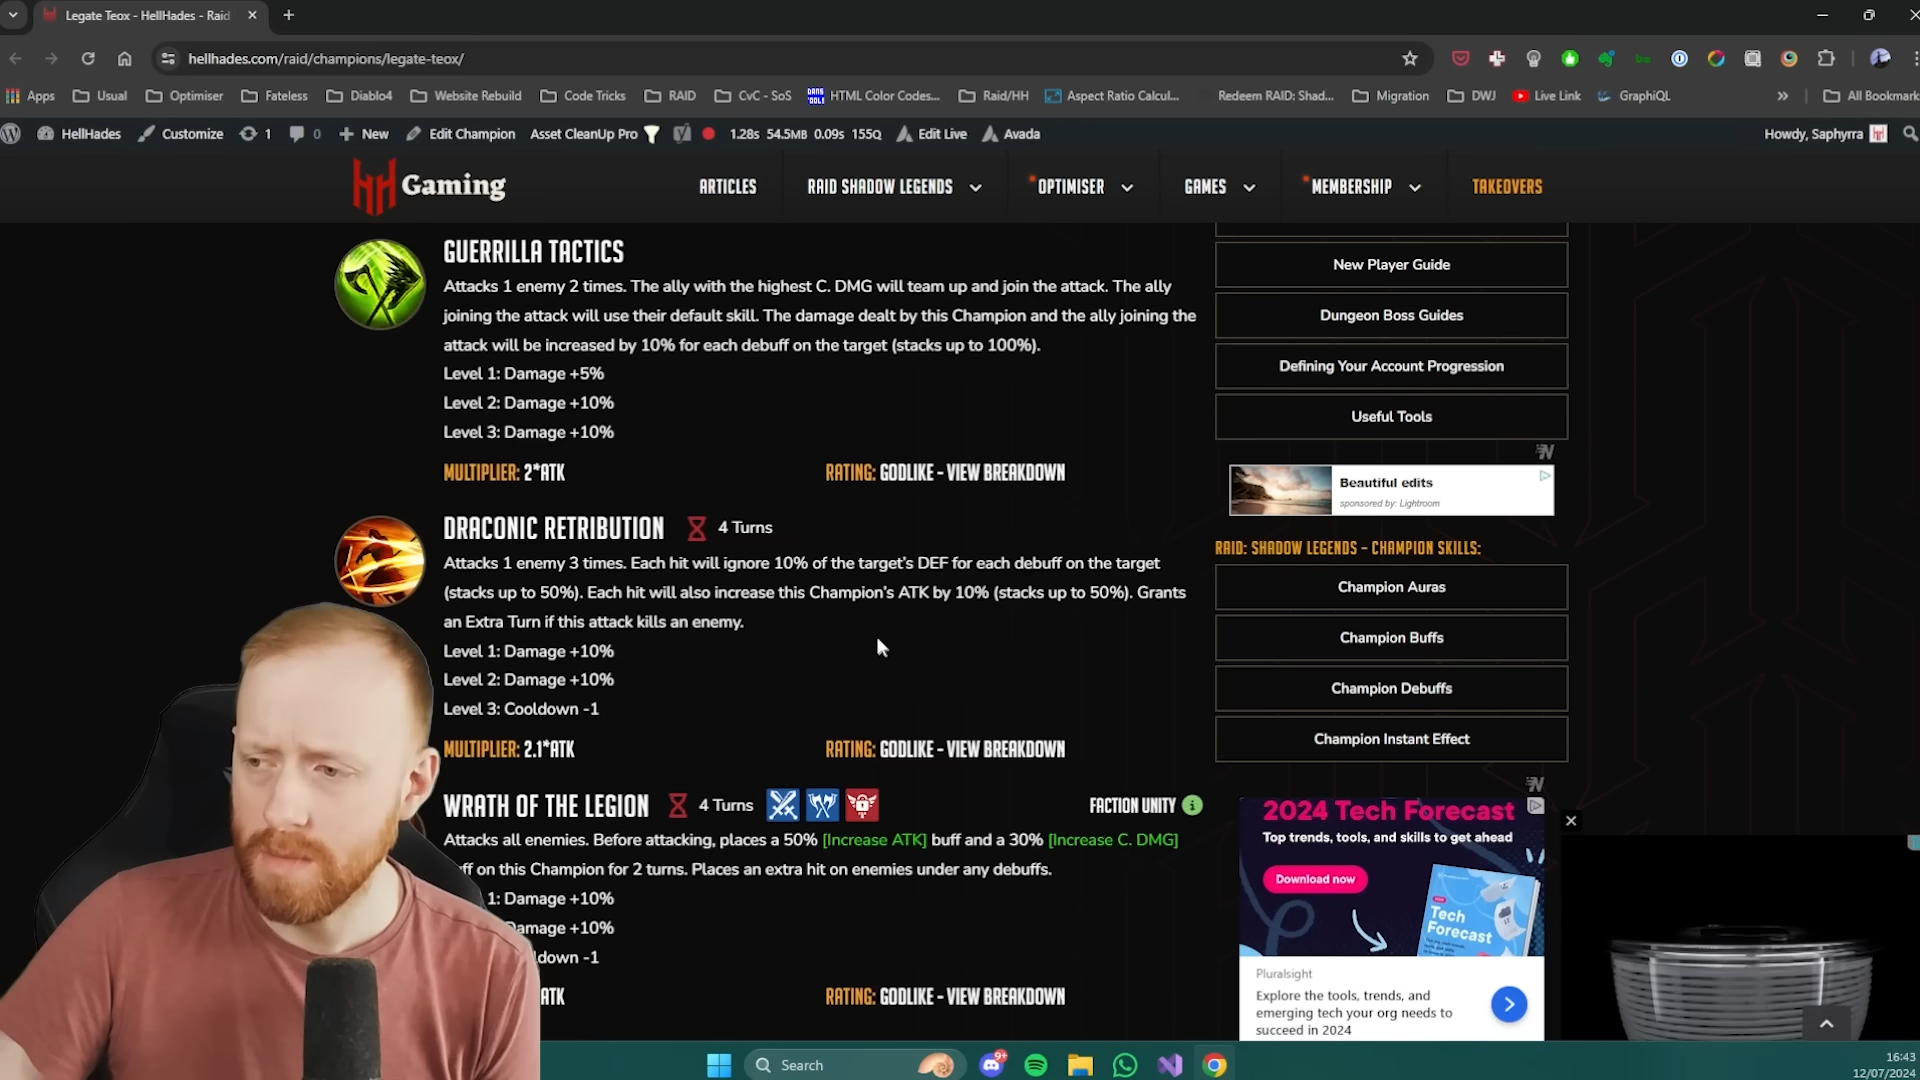 Legate Teox - HellHades - Raid
hellhades.com/raid/champions/legate-teox/
Apps Usual Optimiser Fateless Diablo4 Website Rebuild Code Tricks RAID CvC - SoS HTML Color Codes... Raid/HH Aspect Ratio Calcul... Redeem RAID: Shad... Migration DWJ Live Link GraphiQL » All Bookmark
HellHades Customize 1 0 New Edit Champion Asset CleanUp Pro 1.28s 54.5MB 0.09s 155Q Edit Live Avada Howdy, Saphyrra
Gaming
ARTICLES RAID SHADOW LEGENDS OPTIMISER GAMES MEMBERSHIP TAKEOVERS
GUERRILLA TACTICS
Attacks 1 enemy 2 times. The ally with the highest C. DMG will team up and join the attack. The ally
joining the attack will use their default skill. The damage dealt by this Champion and the ally joining the
attack will be increased by 10% for each debuff on the target (stacks up to 100%).
Level 1: Damage +5%
Level 2: Damage +10%
Level 3: Damage +10%
MULTIPLIER: 2*ATK RATING: GODLIKE - VIEW BREAKDOWN
DRACONIC RETRIBUTION 4 Turns
Attacks 1 enemy 3 times. Each hit will ignore 10% of the target's DEF for each debuff on the target
(stacks up to 50%). Each hit will also increase this Champion's ATK by 10% (stacks up to 50%). Grants
an Extra Turn if this attack kills an enemy.
Level 1: Damage +10%
Level 2: Damage +10%
Level 3: Cooldown -1
MULTIPLIER: 2.1*ATK RATING: GODLIKE - VIEW BREAKDOWN
WRATH OF THE LEGION 4 Turns FACTION UNITY
Attacks all enemies. Before attacking, places a 50% [Increase ATK] buff and a 30% [Increase C. DMG]
ff on this Champion for 2 turns. Places an extra hit on enemies under any debuffs.
1: Damage +10%
Damage +10%
ldown -1
ATK RATING: GODLIKE - VIEW BREAKDOWN
New Player Guide
Dungeon Boss Guides
Defining Your Account Progression
Useful Tools
Beautiful edits
sponsored by: Lightroom
RAID: SHADOW LEGENDS - CHAMPION SKILLS:
Champion Auras
Champion Buffs
Champion Debuffs
Champion Instant Effect
2024 Tech Forecast
Top trends, tools, and skills to get ahead
Download now
Tech
Forecast
Pluralsight
Explore the tools, trends, and
emerging tech your org needs to
succeed in 2024
Search
9+
16:43
12/07/2024